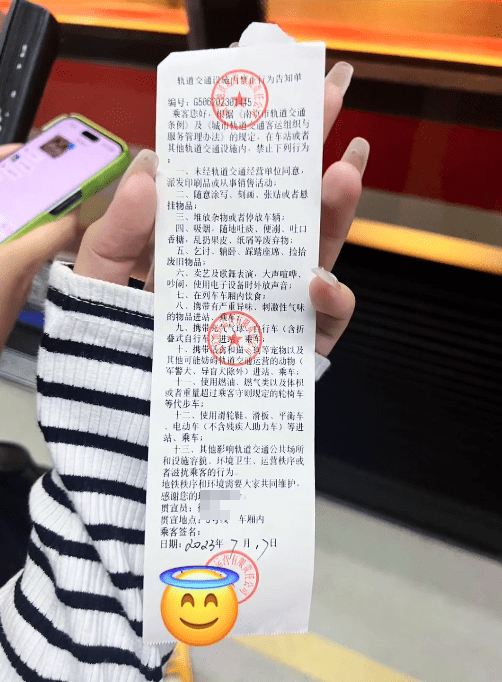 轨道交通设施内禁止行为告知单
编号: G506202301445
乘客您好, 根据《南京市轨道交通
条例》及《城市轨道交通客运组织与
服务管理办法》的规定, 在车站或者
其他轨道交通设施内, 禁止下列行为
:
一、未经轨道交通经营单位同意,
派发印刷品或从事销售活动;
二、随意涂写、刻画、张贴或者悬
挂物品;
三、堆放杂物或者停放车辆;
四、吸烟, 随地吐痰、便溺、吐口
香糖, 乱扔果皮、纸屑等废弃物;
五、乞讨、躺卧、踩踏座席、捡拾
废旧物品;
六、卖艺及歌舞表演, 大声喧哗、
吵闹, 使用电子设备时外放声音;
七、在列车车厢内饮食;
八、携带有严重异味、刺激性气味
的物品进站、乘车;
九、携带充气气球、自行车(含折
叠式自行车)进站、乘车;
十、携带活禽和猫、狗等宠物以及
其他可能妨碍轨道交通运营的动物(
军警犬、导盲犬除外)进站、乘车;
十一、使用燃油、燃气类以及体积
或者重量超过乘客守则规定的轮椅车
等代步车;
十二、使用滑轮鞋、滑板、平衡车
、电动车(不含残疾人助力车)等进
站、乘车;
十三、其他影响轨道交通公共场所
和设施容貌、环境卫生、运营秩序或
者滋扰乘客的行为。
地铁秩序和环境需要大家共同维护,
感谢您的
贯宣员:
贯宣地点: 5号线 车厢内
乘客签名:
日期: 2023年 7月 17日